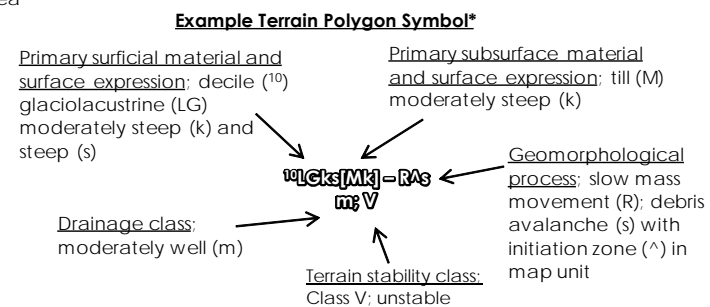 ea
Example Terrain Polygon Symbol*
Primary surficial material and
surface expression; decile (10)
glaciolacustrine (LG)
moderately steep (k) and
steep (s)
Primary subsurface material
and surface expression; till (M)
moderately steep (k)
10LGks[Mk] – R^s
m; V
Geomorphological
process; slow mass
movement (R); debris
avalanche (s) with
initiation zone (^) in
map unit
Drainage class;
moderately well (m)
Terrain stability class;
Class V; unstable